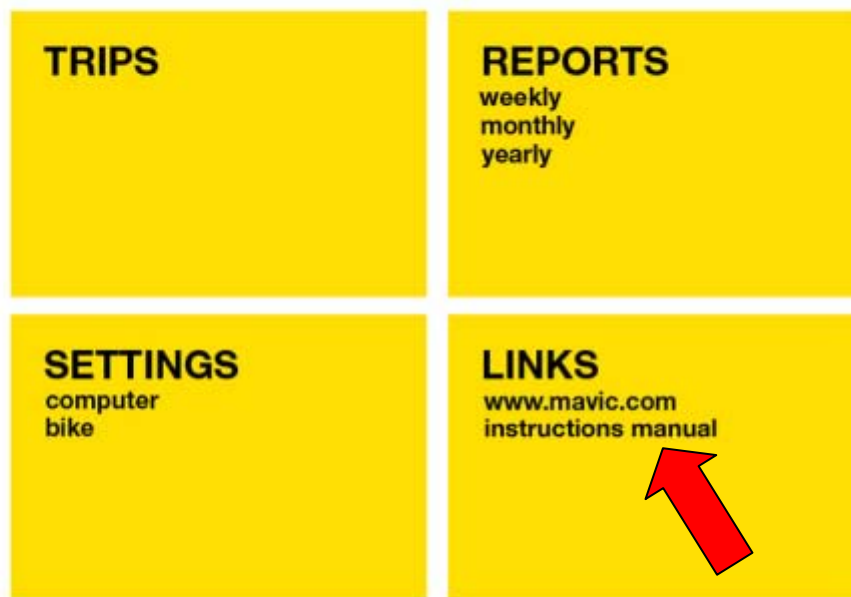 TRIPS
REPORTS
weekly
monthly
yearly
SETTINGS
computer
bike
LINKS
www.mavic.com
instructions manual